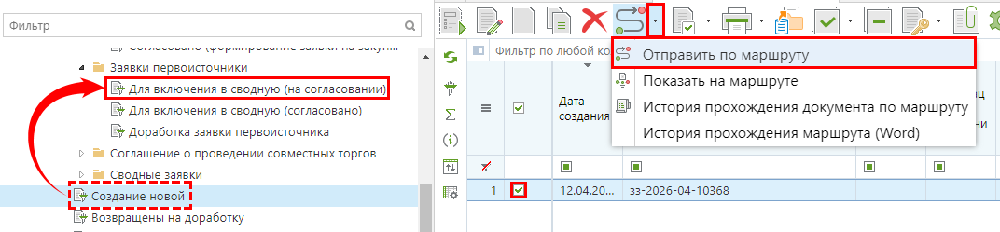 Фильтр
Согласовано (формирование заявки на закуп...
Заявки первоисточники
Для включения в сводную (на согласовании)
Для включения в сводную (согласовано)
Доработка заявки первоисточника
Соглашение о проведении совместных торгов
Сводные заявки
Создание новой
Возвращены на доработку
Фильтр по любой ко
Отправить по маршруту
Показать на маршруте
История прохождения документа по маршруту
История прохождения маршрута (Word)
Дата
создания
1 12.04.20... зз-2026-04-10368